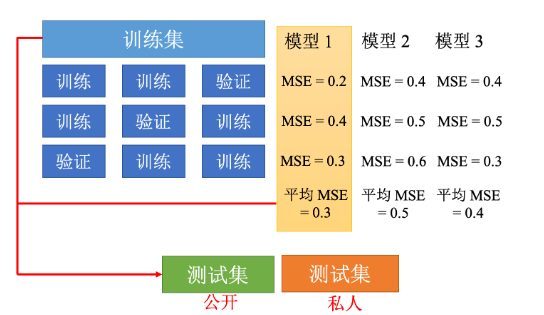 训练集 模型 1 模型 2 模型 3
训练 训练 验证 MSE = 0.2 MSE = 0.4 MSE = 0.4
训练 验证 训练 MSE = 0.4 MSE = 0.5 MSE = 0.5
验证 训练 训练 MSE = 0.3 MSE = 0.6 MSE = 0.3
平均 MSE 平均 MSE 平均 MSE
= 0.3 = 0.5 = 0.4
测试集 测试集
公开 私人